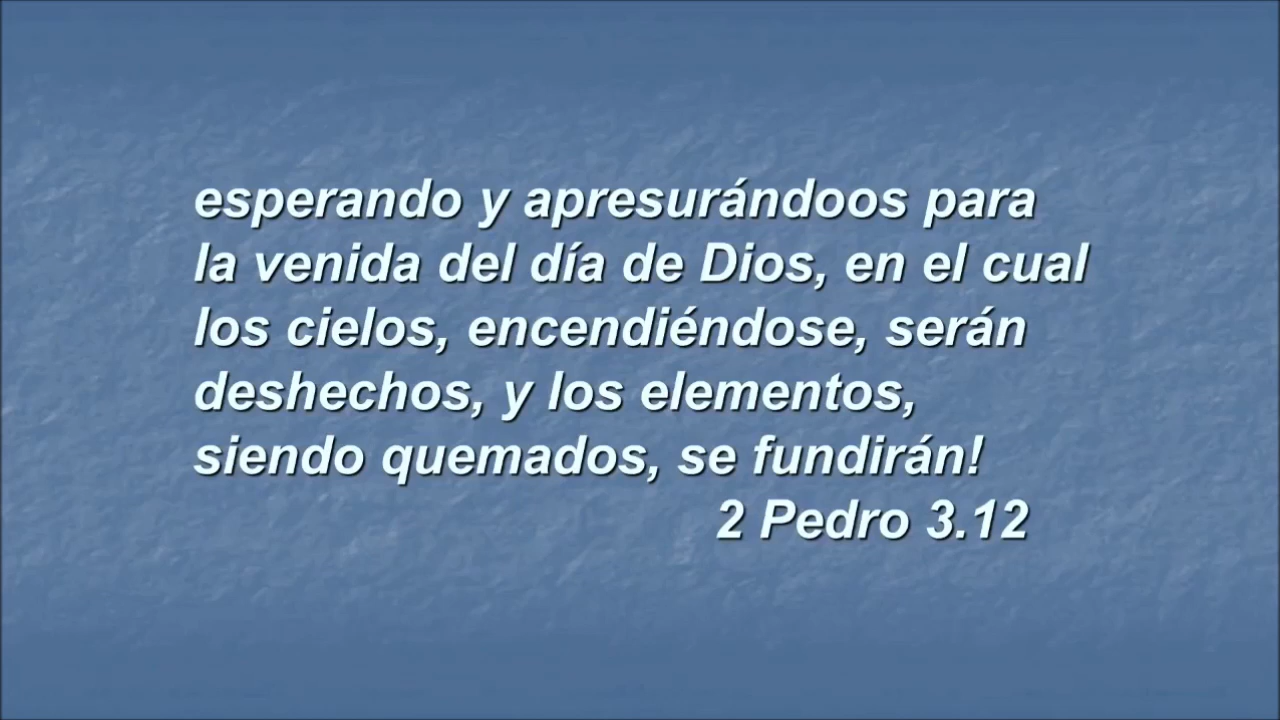 esperando y apresurándoos para
la venida del día de Dios, en el cual
los cielos, encendiéndose, serán
deshechos, y los elementos,
siendo quemados, se fundirán!
2 Pedro 3.12